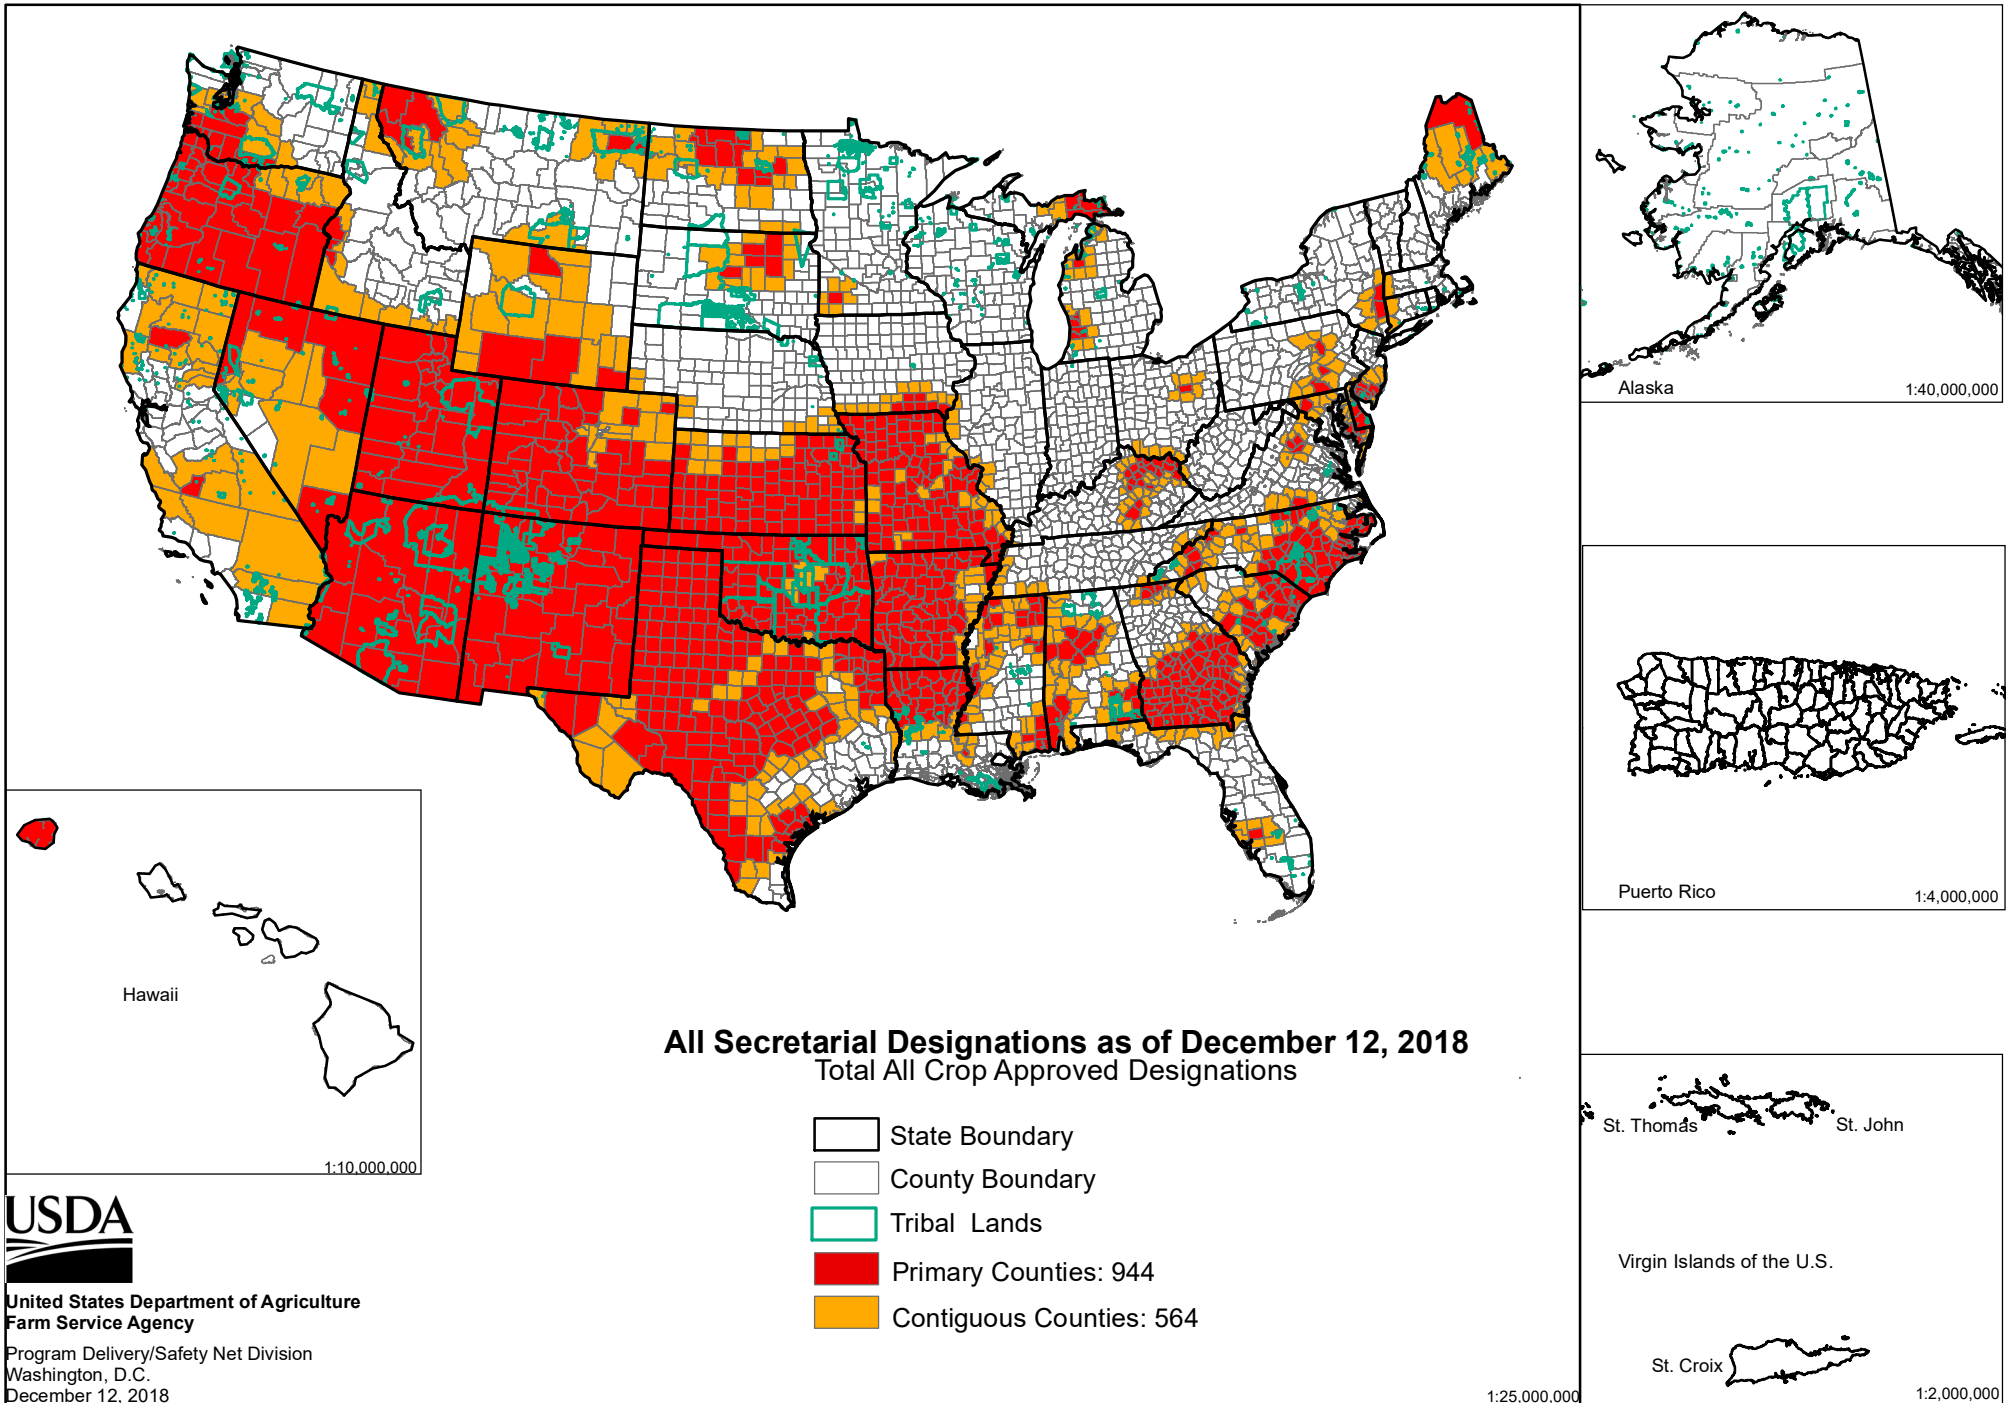 Alaska
1:40,000,000
Puerto Rico
1:4,000,000
Hawaii
1:10,000,000
All Secretarial Designations as of December 12, 2018
Total All Crop Approved Designations
State Boundary
County Boundary
Tribal Lands
Primary Counties: 944
Contiguous Counties: 564
St. Thomas
St. John
Virgin Islands of the U.S.
St. Croix
1:2,000,000
1:25,000,000
USDA
United States Department of Agriculture
Farm Service Agency
Program Delivery/Safety Net Division
Washington, D.C.
December 12, 2018